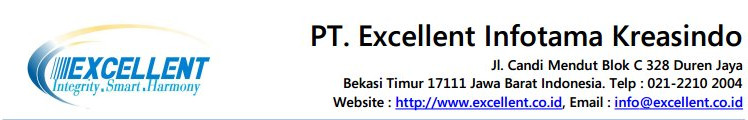 EXCELLENT
Integrity.Smart.Harmony
PT. Excellent Infotama Kreasindo
Jl. Candi Mendut Blok C 328 Duren Jaya
Bekasi Timur 17111 Jawa Barat Indonesia. Telp : 021-2210 2004
Website : http://www.excellent.co.id, Email : info@excellent.co.id